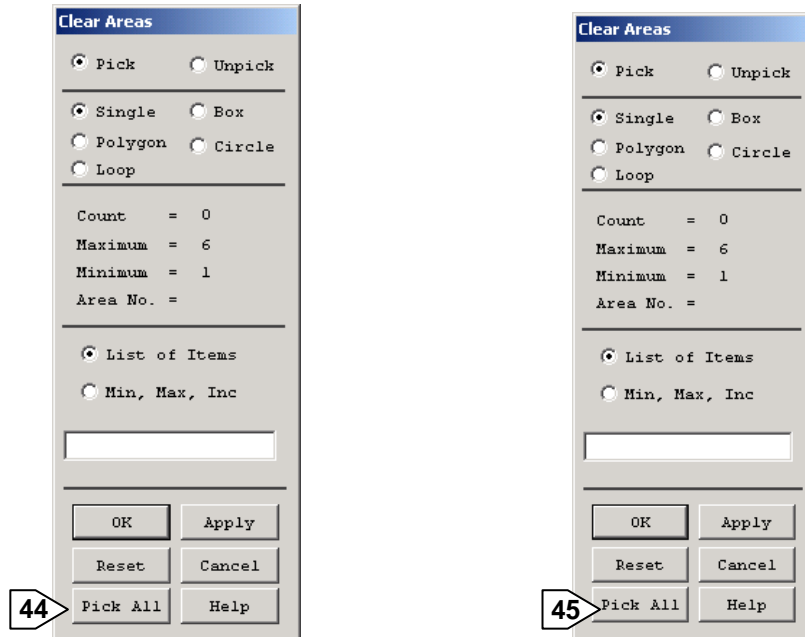 Clear Areas
Pick Unpick
Single Box
Polygon Circle
Loop
Count = 0
Maximum = 6
Minimum = 1
Area No. =
List of Items
Min, Max, Inc
OK Apply
Reset Cancel
44 Pick All Help
Clear Areas
Pick Unpick
Single Box
Polygon Circle
Loop
Count = 0
Maximum = 6
Minimum = 1
Area No. =
List of Items
Min, Max, Inc
OK Apply
Reset Cancel
45 Pick All Help